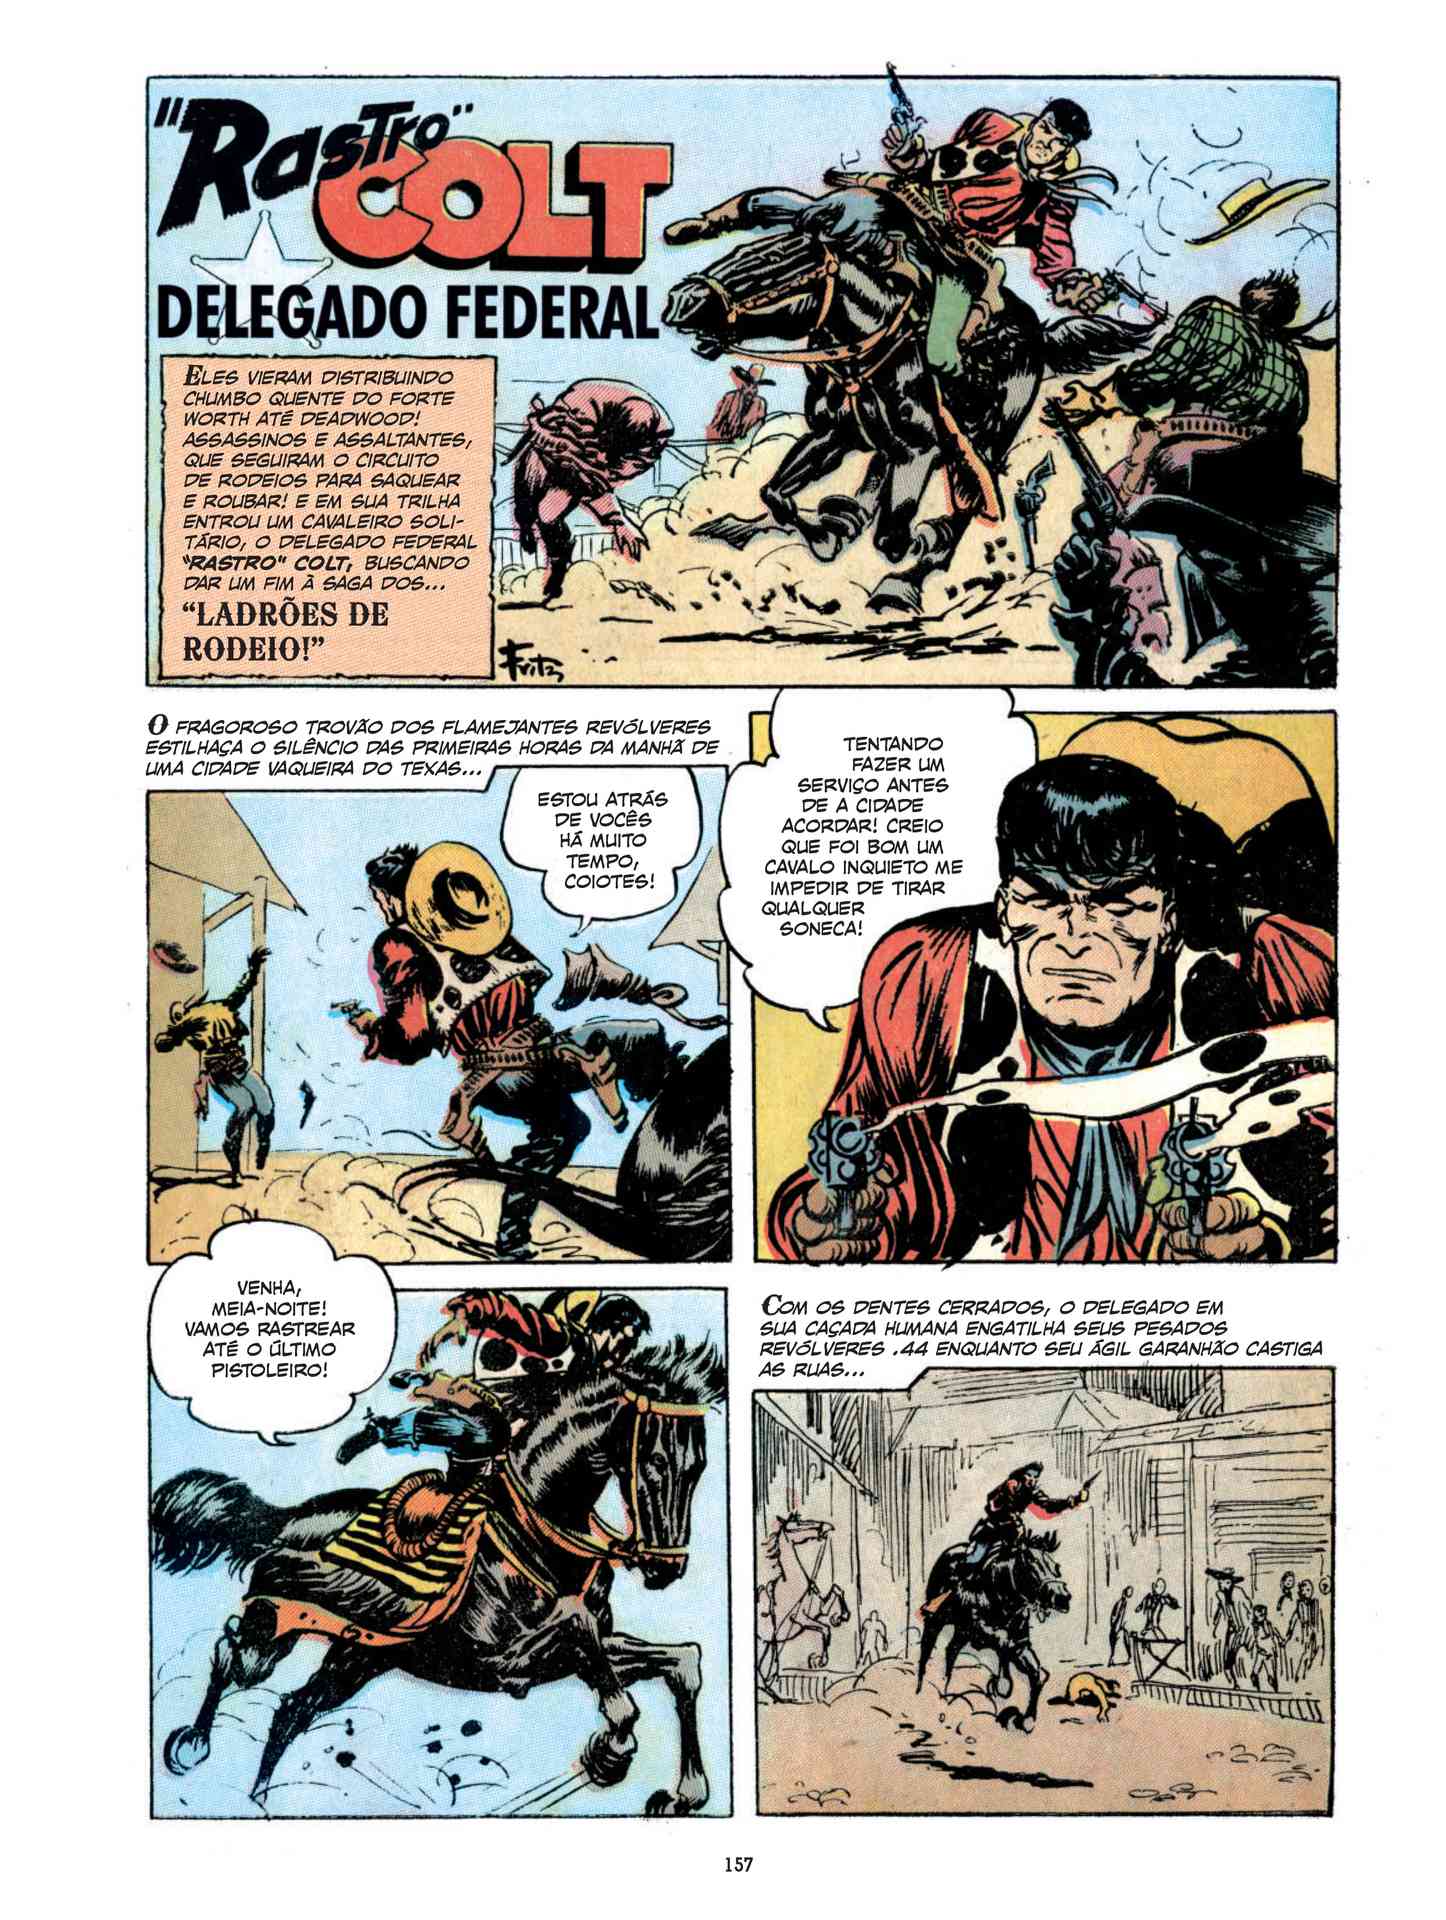 "RASTRO"
COLT
DELEGADO FEDERAL
ELES VIERAM DISTRIBUINDO
CHUMBO QUENTE DO FORTE
WORTH ATÉ DEADWOOD!
ASSASSINOS E ASSALTANTES,
QUE SEGUIRAM O CIRCUITO
DE RODEIOS PARA SAQUEAR
E ROUBAR! E EM SUA TRILHA
ENTROU UM CAVALEIRO SOLI-
TÁRIO, O DELEGADO FEDERAL
"RASTRO" COLT, BUSCANDO
DAR UM FIM À SAGA DOS...
"LADRÕES DE
RODEIO!"
Fritz
O FRAGOROSO TROVÃO DOS FLAMEJANTES REVÓLVERES
ESTILHAÇA O SILÊNCIO DAS PRIMEIRAS HORAS DA MANHÃ DE
UMA CIDADE VAQUEIRA DO TEXAS...
ESTOU ATRÁS
DE VOCÊS
HÁ MUITO
TEMPO,
COIOTES!
TENTANDO
FAZER UM
SERVIÇO ANTES
DE A CIDADE
ACORDAR! CREIO
QUE FOI BOM UM
CAVALO INQUIETO ME
IMPEDIR DE TIRAR
QUALQUER
SONECA!
VENHA,
MEIA-NOITE!
VAMOS RASTREAR
ATÉ O ÚLTIMO
PISTOLEIRO!
COM OS DENTES CERRADOS, O DELEGADO EM
SUA CAÇADA HUMANA ENGATILHA SEUS PESADOS
REVÓLVERES .44 ENQUANTO SEU ÁGIL GARANHÃO CASTIGA
AS RUAS...
157